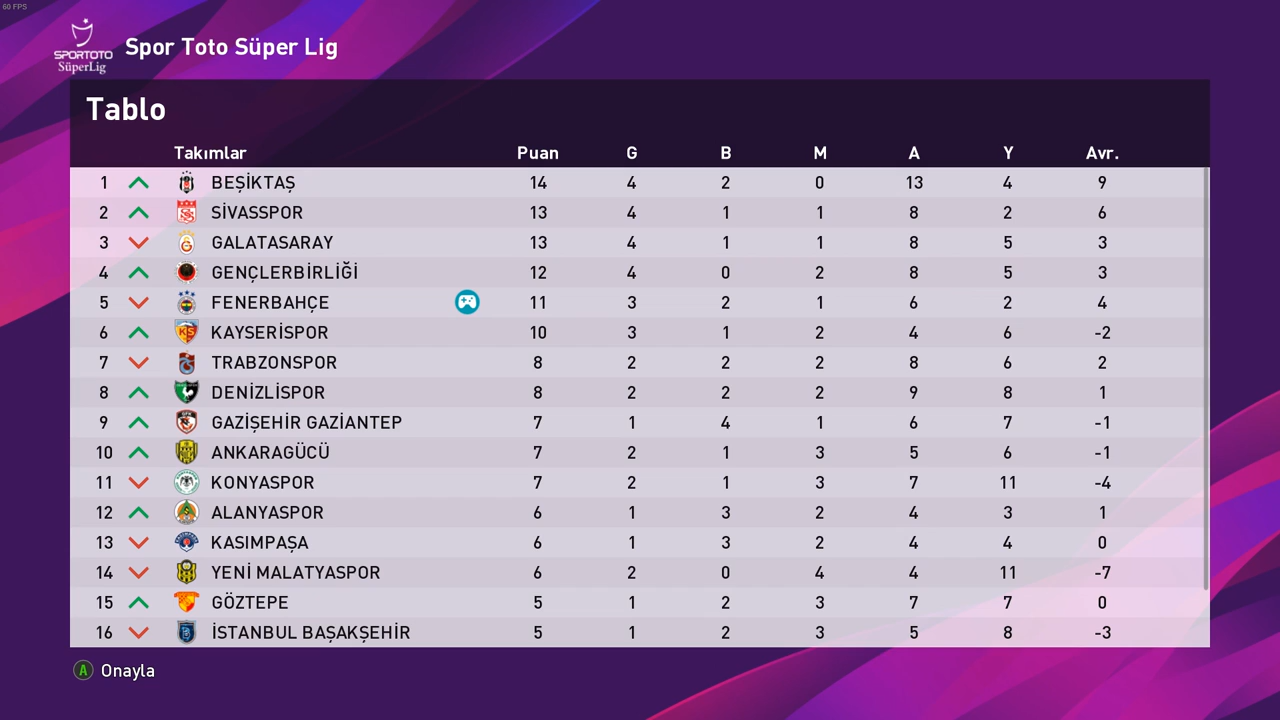 60 FPS
SPORTOTO
SüperLig
Spor Toto Süper Lig
Tablo
Takımlar Puan G B M A Y Avr.
1 BEŞİKTAŞ 14 4 2 0 13 4 9
2 SİVASSPOR 13 4 1 1 8 2 6
3 GALATASARAY 13 4 1 1 8 5 3
4 GENÇLERBİRLİĞİ 12 4 0 2 8 5 3
5 FENERBAHÇE 11 3 2 1 6 2 4
6 KAYSERİSPOR 10 3 1 2 4 6 -2
7 TRABZONSPOR 8 2 2 2 8 6 2
8 DENİZLİSPOR 8 2 2 2 9 8 1
9 GAZİŞEHİR GAZİANTEP 7 1 4 1 6 7 -1
10 ANKARAGÜCÜ 7 2 1 3 5 6 -1
11 KONYASPOR 7 2 1 3 7 11 -4
12 ALANYASPOR 6 1 3 2 4 3 1
13 KASIMPAŞA 6 1 3 2 4 4 0
14 YENİ MALATYASPOR 6 2 0 4 4 11 -7
15 GÖZTEPE 5 1 2 3 7 7 0
16 İSTANBUL BAŞAKŞEHİR 5 1 2 3 5 8 -3
A Onayla